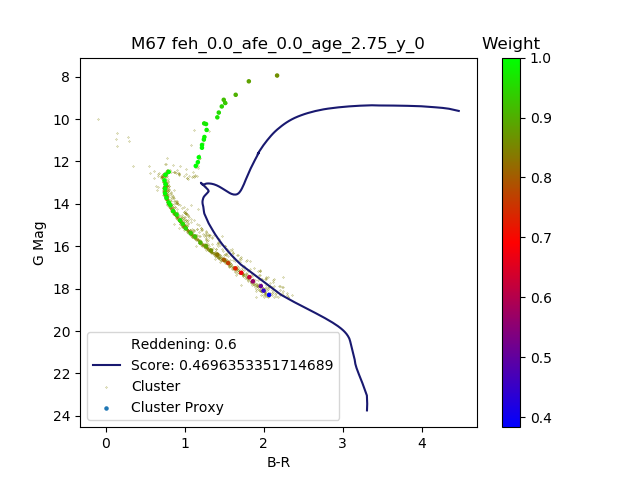 M67 feh_0.0_afe_0.0_age_2.75_y_0
Weight
8
10
12
14
16
18
20
22
24
G Mag
0
1
2
3
4
B-R
Reddening: 0.6
Score: 0.4696353351714689
Cluster
Cluster Proxy
1.0
0.9
0.8
0.7
0.6
0.5
0.4